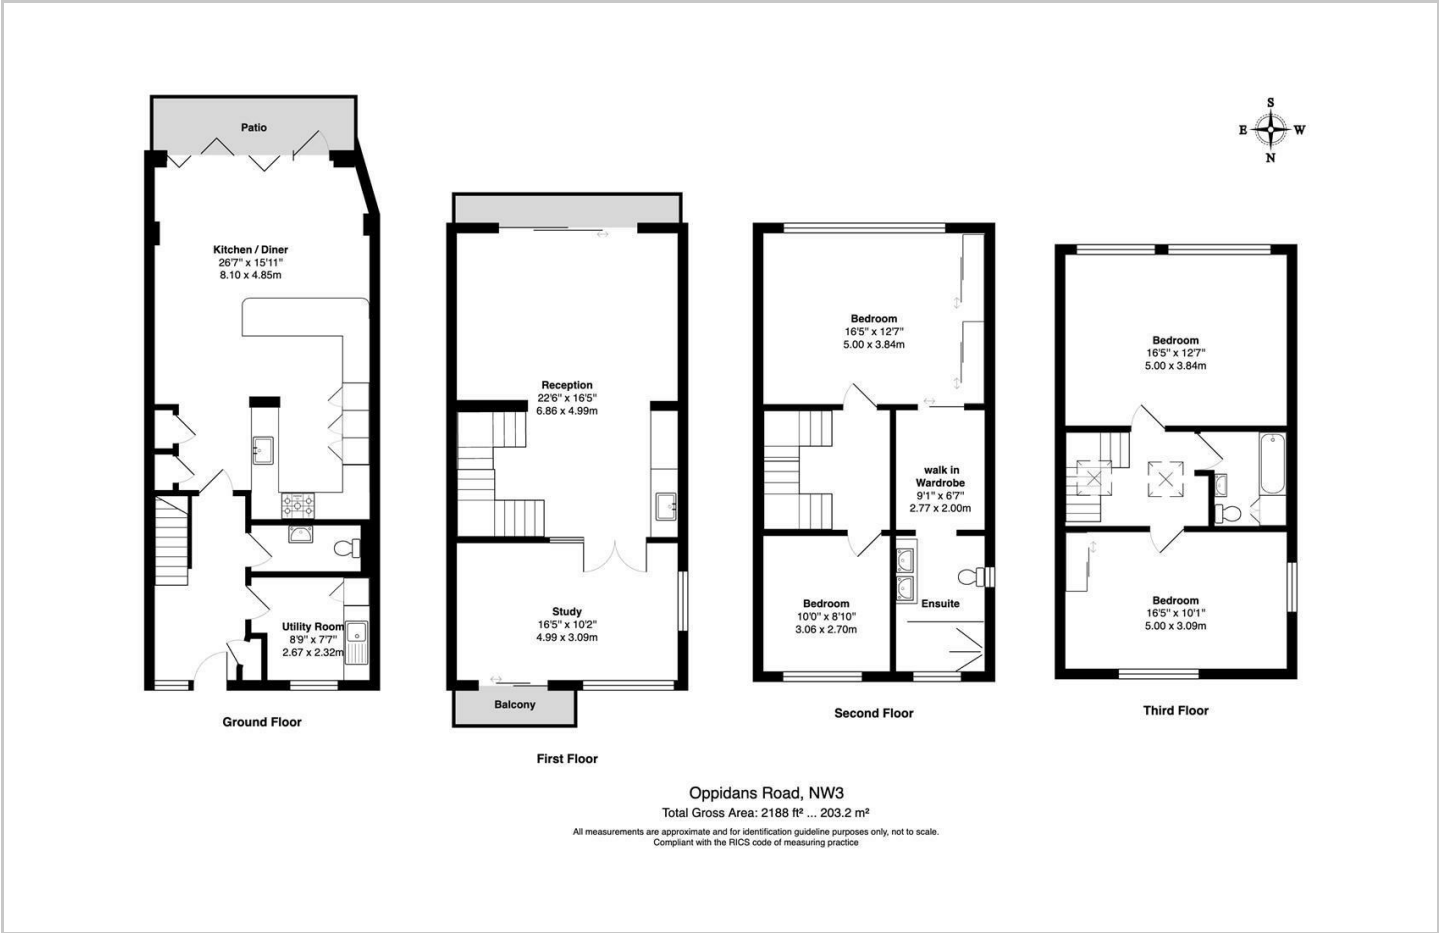 S
E W
N
Patio
Kitchen / Diner
26'7" x 15'11"
8.10 x 4.85m
Utility Room
8'9" x 7'7"
2.67 x 2.32m
Ground Floor
Reception
22'6" x 16'5"
6.86 x 4.99m
Study
16'5" x 10'2"
4.99 x 3.09m
Balcony
First Floor
Bedroom
16'5" x 12'7"
5.00 x 3.84m
walk in
Wardrobe
9'1" x 6'7"
2.77 x 2.00m
Bedroom
10'0" x 8'10"
3.06 x 2.70m
Ensuite
Second Floor
Bedroom
16'5" x 12'7"
5.00 x 3.84m
Bedroom
16'5" x 10'1"
5.00 x 3.09m
Third Floor
Oppidans Road, NW3
Total Gross Area: 2188 ft² ... 203.2 m²
All measurements are approximate and for identification guideline purposes only, not to scale.
Compliant with the RICS code of measuring practice